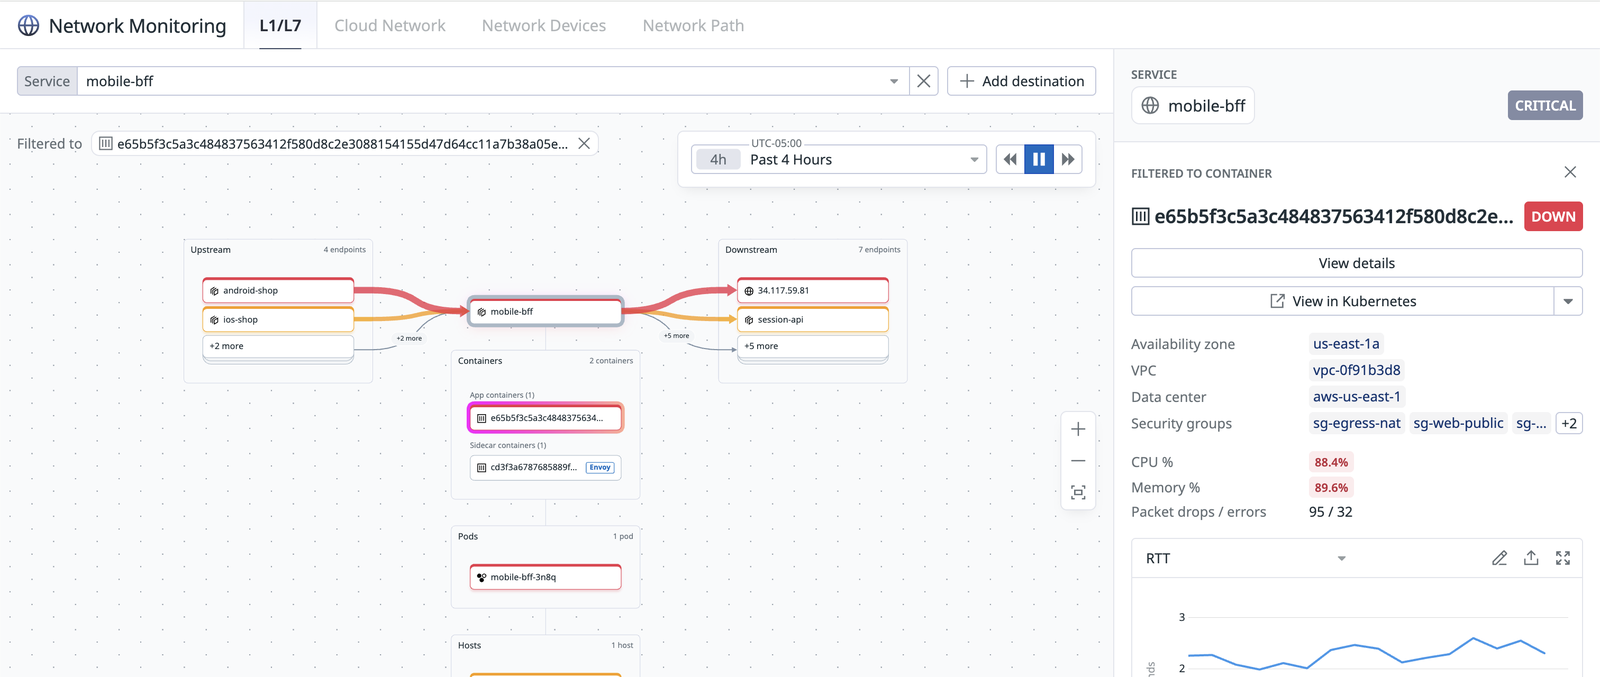 Network Monitoring
L1/L7
Cloud Network
Network Devices
Network Path
Service
mobile-bff
Add destination
Filtered to
e65b5f3c5a3c484837563412f580d8c2e3088154155d47d64cc11a7b38a05e...
UTC-05:00
4h
Past 4 Hours
Upstream
4 endpoints
android-shop
ios-shop
+2 more
+2 more
mobile-bff
Downstream
7 endpoints
34.117.59.81
session-api
+5 more
+5 more
Containers
2 containers
App containers (1)
e65b5f3c5a3c4848375634...
Sidecar containers (1)
cd3f3a6787685889f...
Envoy
Pods
1 pod
mobile-bff-3n8q
Hosts
1 host
SERVICE
mobile-bff
CRITICAL
FILTERED TO CONTAINER
e65b5f3c5a3c484837563412f580d8c2e...
DOWN
View details
View in Kubernetes
Availability zone
us-east-1a
VPC
vpc-0f91b3d8
Data center
aws-us-east-1
Security groups
sg-egress-nat
sg-web-public
sg-...
+2
CPU %
88.4%
Memory %
89.6%
Packet drops / errors
95 / 32
RTT
3
2